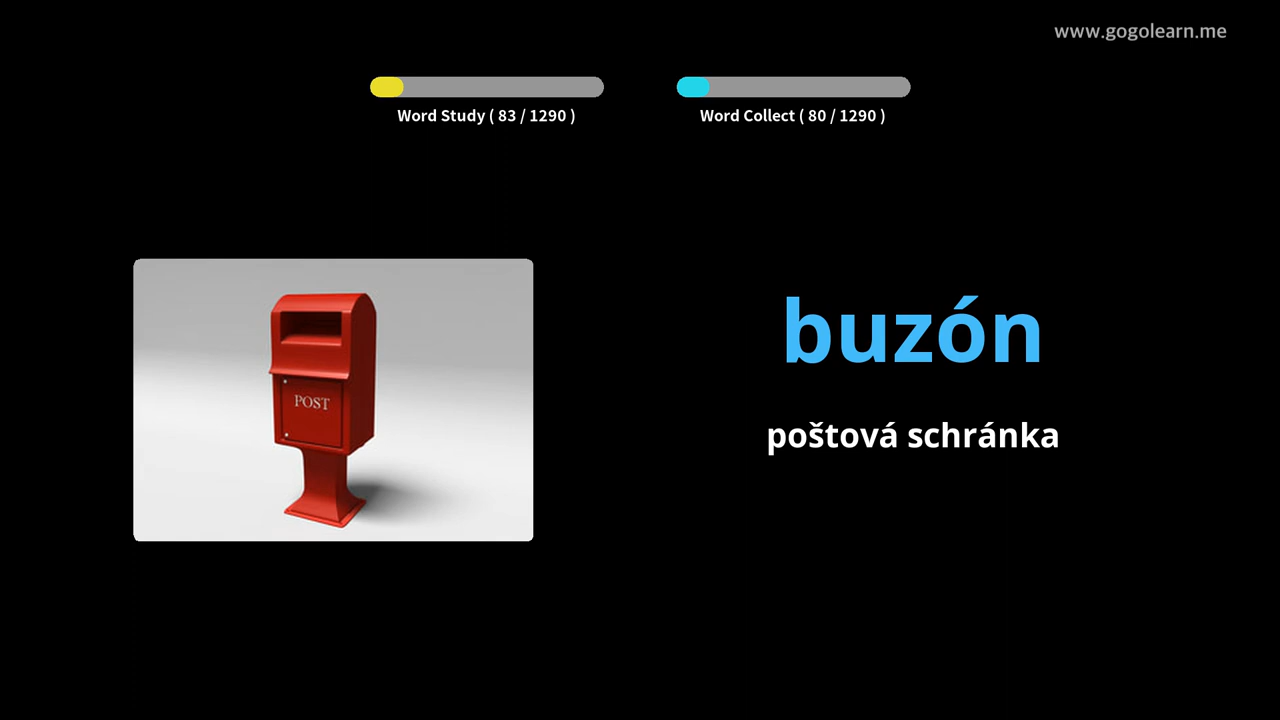 www.gogolearn.me
Word Study ( 83 / 1290 )
Word Collect ( 80 / 1290 )
POST
buzón
poštová schránka